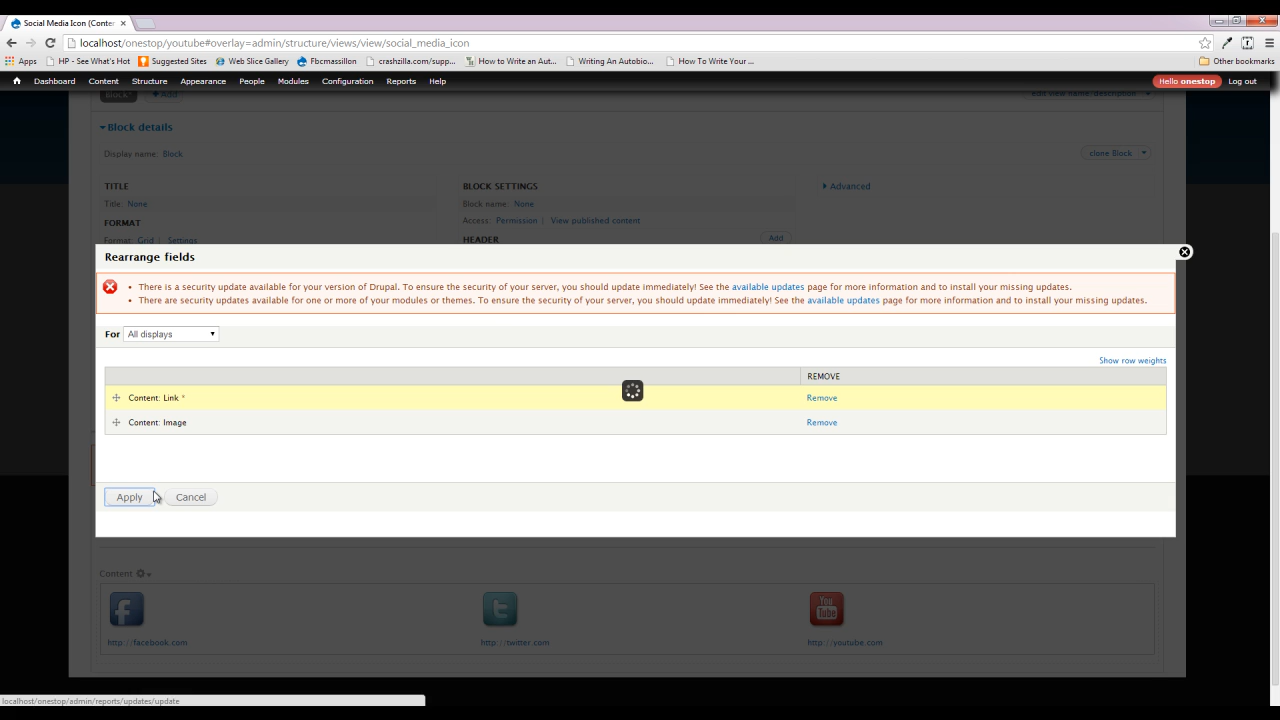 Social Media Icon (Conter
localhost/onestop/youtube#overlay=admin/structure/views/view/social_media_icon
Apps HP - See What's Hot Suggested Sites Web Slice Gallery Fbcmassillon crashzilla.com/supp... How to Write an Aut... Writing An Autobio... How To Write Your ... Other bookmarks
Dashboard Content Structure Appearance People Modules Configuration Reports Help Hello onestop Log out
Block* Add edit view name/description
Block details
Display name: Block clone Block
TITLE BLOCK SETTINGS Advanced
Title: None Block name: None
FORMAT Access: Permission | View published content
Format: Grid | Settings HEADER Add
Rearrange fields
There is a security update available for your version of Drupal. To ensure the security of your server, you should update immediately! See the available updates page for more information and to install your missing updates.
There are security updates available for one or more of your modules or themes. To ensure the security of your server, you should update immediately! See the available updates page for more information and to install your missing updates.
For All displays
Show row weights
REMOVE
Content: Link * Remove
Content: Image Remove
Apply Cancel
Content
You Tube
http://facebook.com http://twitter.com http://youtube.com
localhost/onestop/admin/reports/updates/update